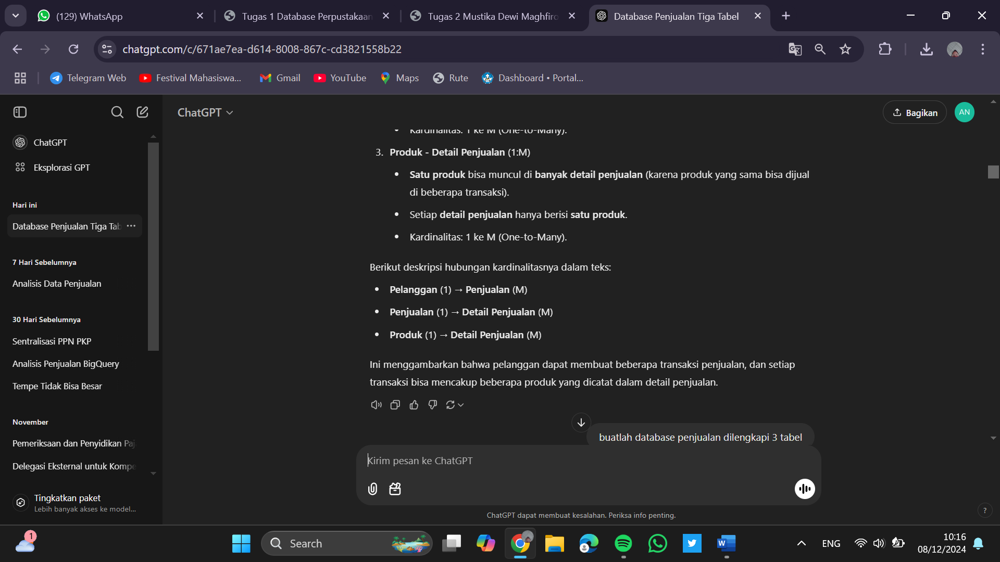 (129) WhatsApp
Tugas 1 Database Perpustakaan
Tugas 2 Mustika Dewi Maghfiro
Database Penjualan Tiga Tabel
chatgpt.com/c/671ae7ea-d614-8008-867c-cd3821558b22
Telegram Web
Festival Mahasiswa...
Gmail
YouTube
Maps
Rute
Dashboard • Portal...
ChatGPT
Bagikan
AN
ChatGPT
Eksplorasi GPT
Hari ini
Database Penjualan Tiga Tab
7 Hari Sebelumnya
Analisis Data Penjualan
30 Hari Sebelumnya
Sentralisasi PPN PKP
Analisis Penjualan BigQuery
Tempe Tidak Bisa Besar
November
Pemeriksaan dan Penyidikan Paj
Delegasi Eksternal untuk Kompe
Tingkatkan paket
Lebih banyak akses ke model...
• Kardinalitas: 1 ke M (One-to-Many).
3. Produk - Detail Penjualan (1:M)
• Satu produk bisa muncul di banyak detail penjualan (karena produk yang sama bisa dijual
di beberapa transaksi).
• Setiap detail penjualan hanya berisi satu produk.
• Kardinalitas: 1 ke M (One-to-Many).
Berikut deskripsi hubungan kardinalitasnya dalam teks:
• Pelanggan (1) → Penjualan (M)
• Penjualan (1) → Detail Penjualan (M)
• Produk (1) → Detail Penjualan (M)
Ini menggambarkan bahwa pelanggan dapat membuat beberapa transaksi penjualan, dan setiap
transaksi bisa mencakup beberapa produk yang dicatat dalam detail penjualan.
buatlah database penjualan dilengkapi 3 tabel
Kirim pesan ke ChatGPT
ChatGPT dapat membuat kesalahan. Periksa info penting.
?
1
Search
ENG
10:16
08/12/2024